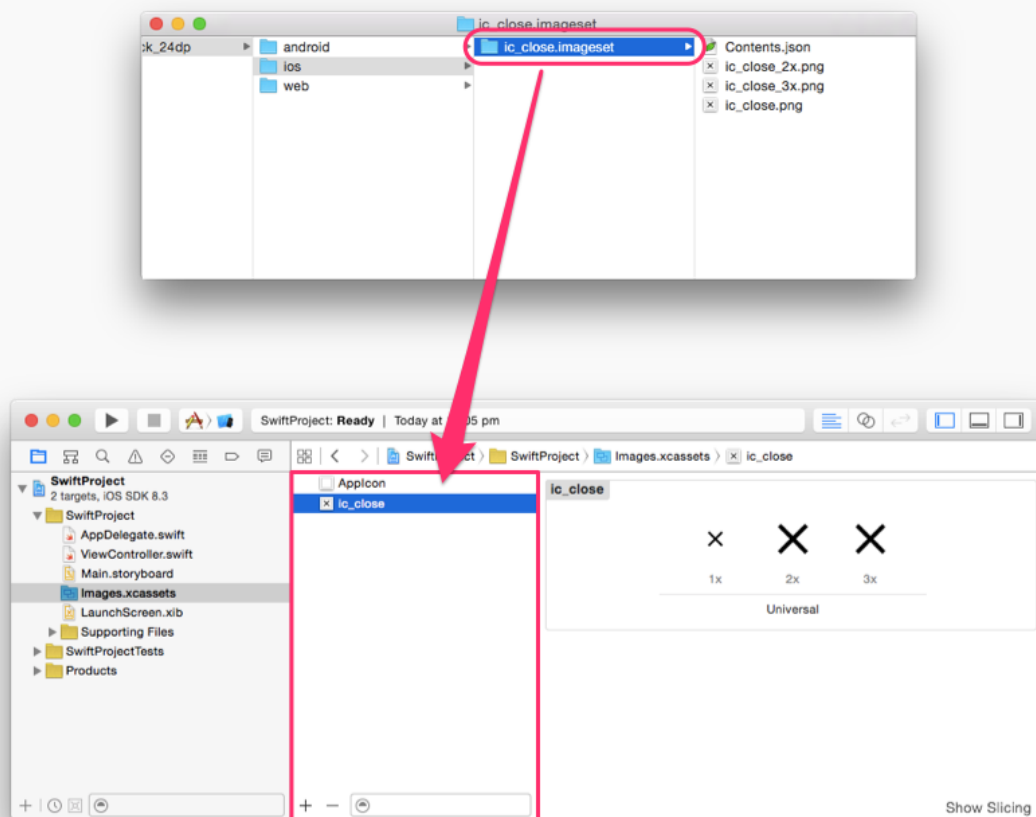 ic_close.imageset
ck_24dp
android
ios
web
ic_close.imageset
Contents.json
ic_close_2x.png
ic_close_3x.png
ic_close.png
SwiftProject: Ready | Today at 05 pm
SwiftProject
2 targets, iOS SDK 8.3
SwiftProject
AppDelegate.swift
ViewController.swift
Main.storyboard
Images.xcassets
LaunchScreen.xib
Supporting Files
SwiftProjectTests
Products
SwiftProject
Images.xcassets
ic_close
AppIcon
ic_close
ic_close
1x
2x
3x
Universal
Show Slicing